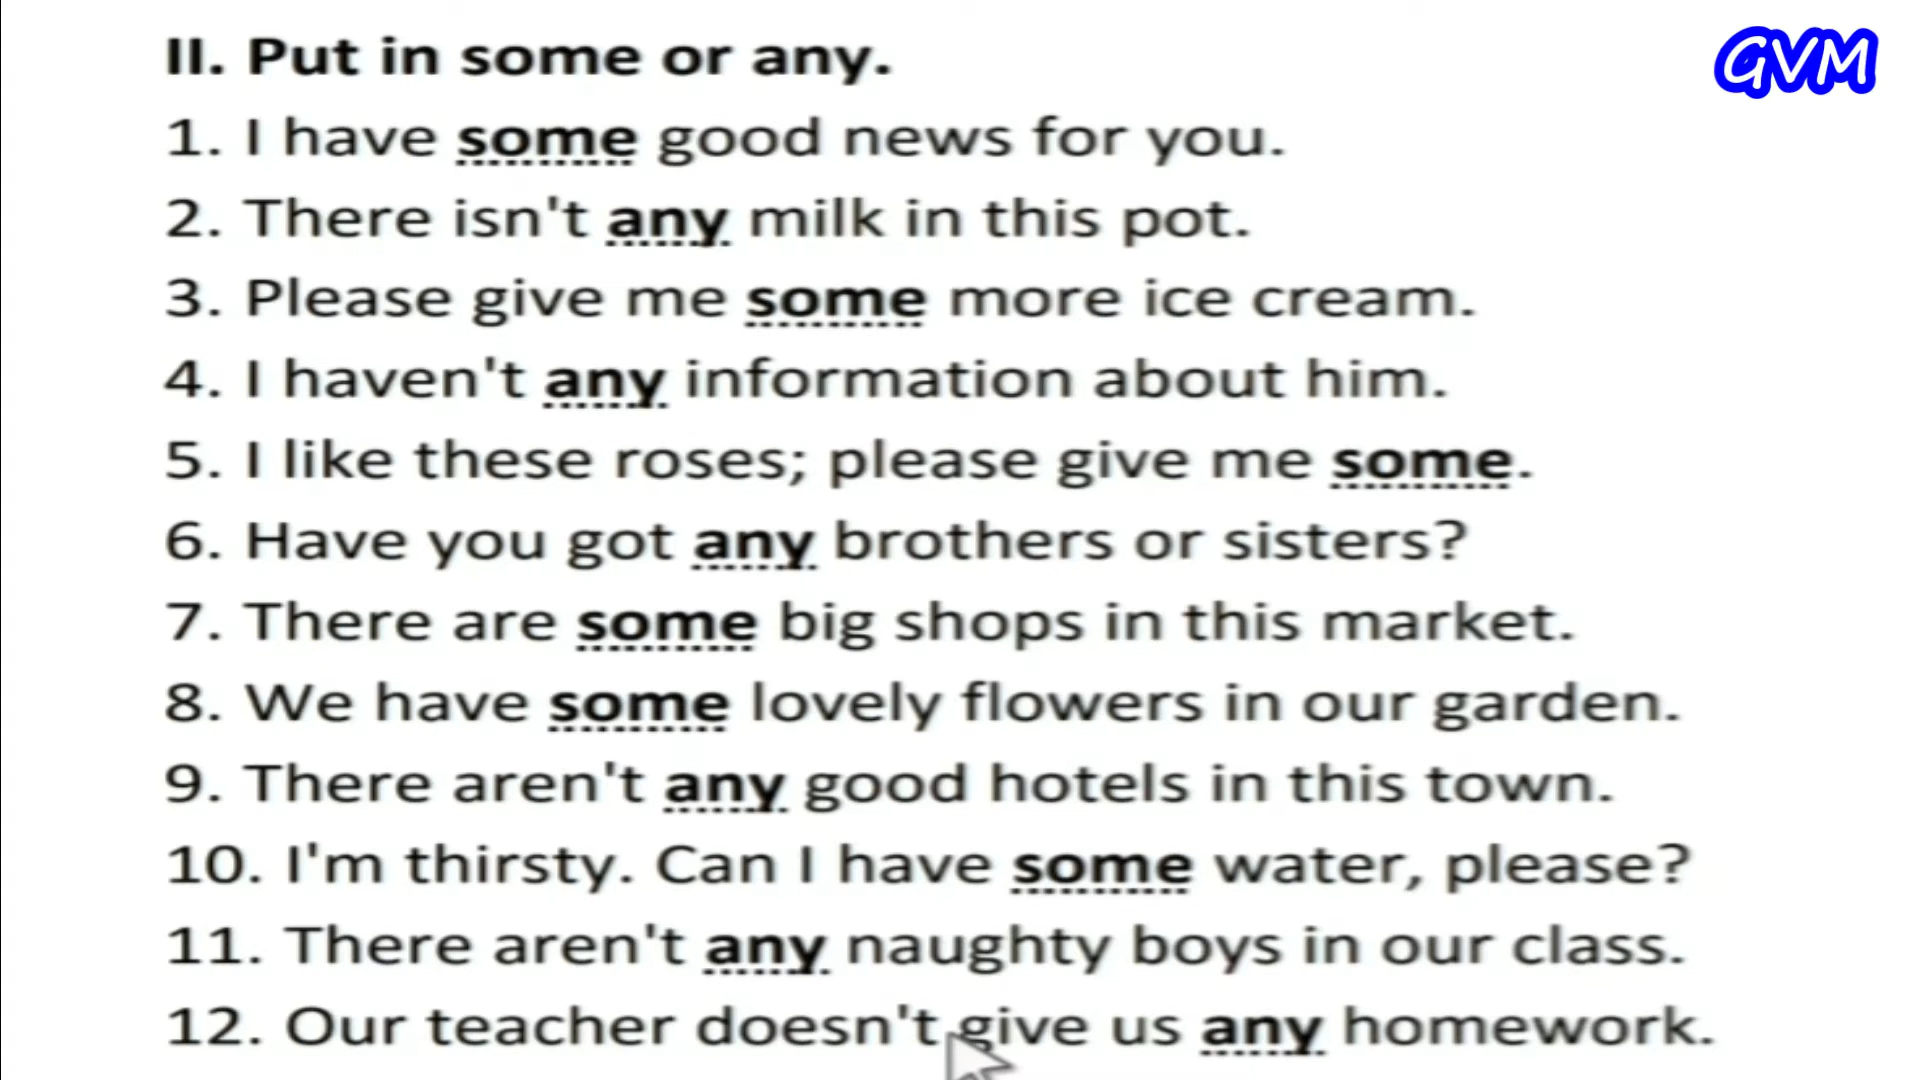 II. Put in some or any.
GVM
1. I have some good news for you.
2. There isn't any milk in this pot.
3. Please give me some more ice cream.
4. I haven't any information about him.
5. I like these roses; please give me some.
6. Have you got any brothers or sisters?
7. There are some big shops in this market.
8. We have some lovely flowers in our garden.
9. There aren't any good hotels in this town.
10. I'm thirsty. Can I have some water, please?
11. There aren't any naughty boys in our class.
12. Our teacher doesn't give us any homework.